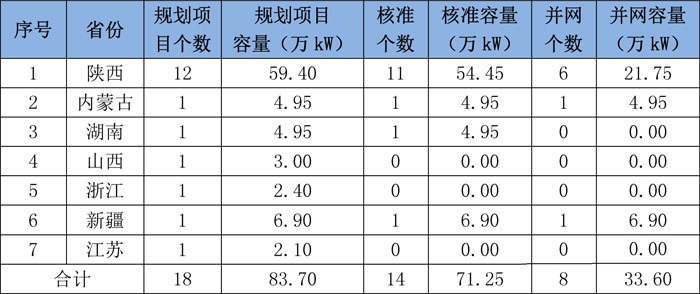 序号 省份 规划项目个数 规划项目容量（万 kW） 核准个数 核准容量（万 kW） 并网个数 并网容量（万 kW）
1 陕西 12 59.40 11 54.45 6 21.75
2 内蒙古 1 4.95 1 4.95 1 4.95
3 湖南 1 4.95 1 4.95 0 0.00
4 山西 1 3.00 0 0.00 0 0.00
5 浙江 1 2.40 0 0.00 0 0.00
6 新疆 1 6.90 1 6.90 1 6.90
7 江苏 1 2.10 0 0.00 0 0.00
合计 18 83.70 14 71.25 8 33.60